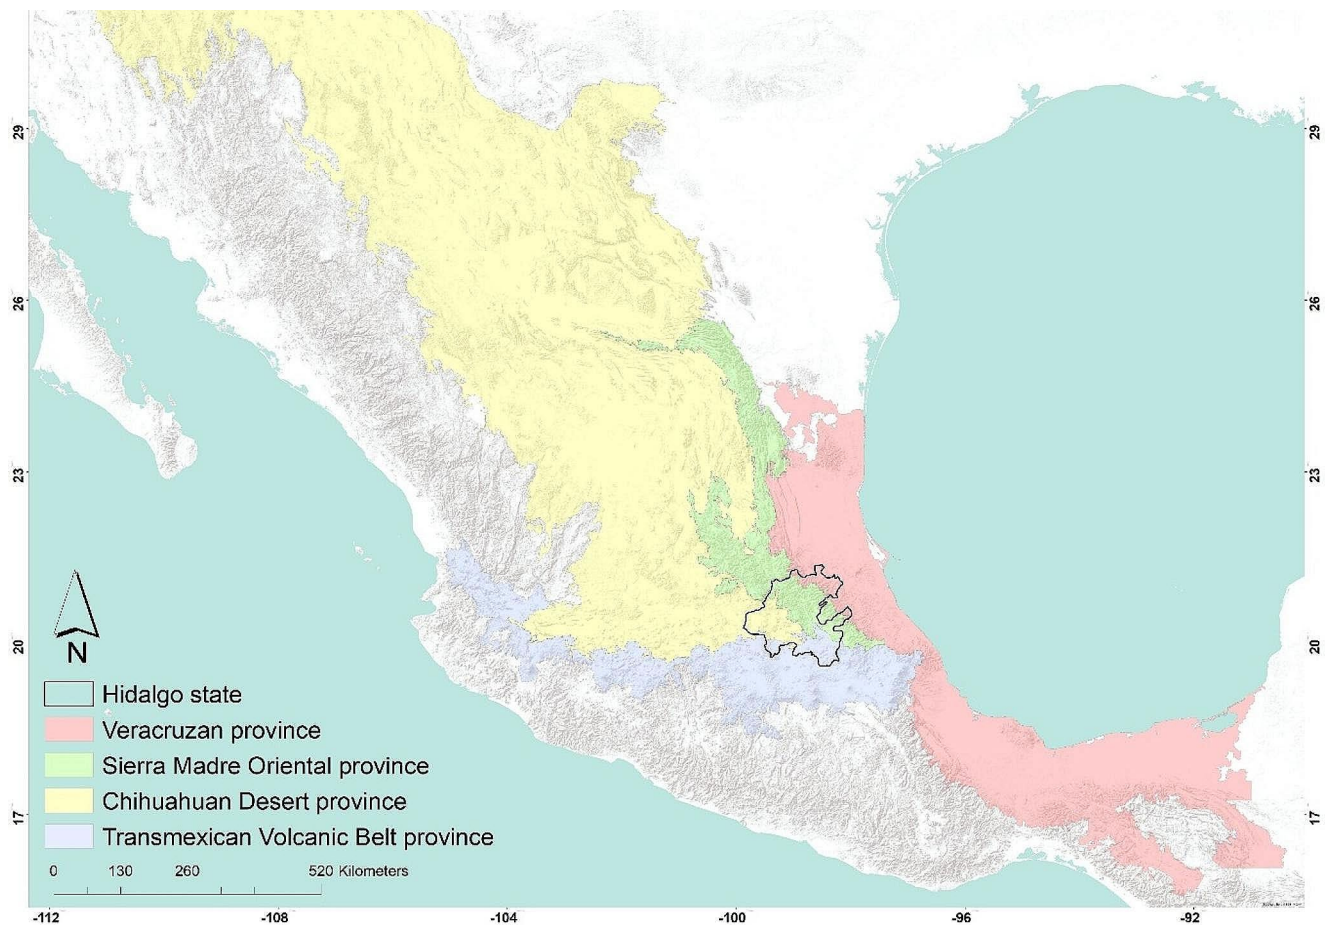 29
29
26
26
23
23
20
20
17
17
N
Hidalgo state
Veracruzan province
Sierra Madre Oriental province
Chihuahuan Desert province
Transmexican Volcanic Belt province
0 130 260 520 Kilometers
-112 -108 -104 -100 -96 -92